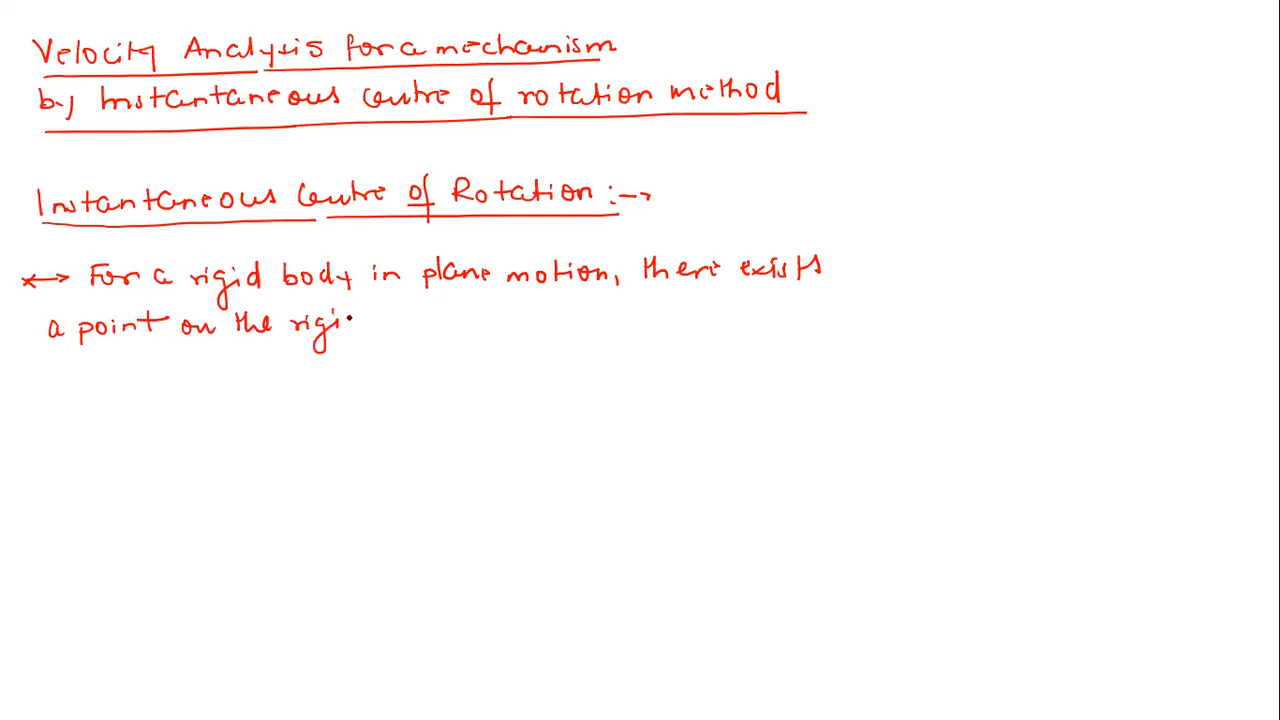 Velocity Analysis for a mechanism
by Instantaneous centre of rotation method
Instantaneous Centre of Rotation :→
*→ For a rigid body in plane motion, there exists
a point on the rigi